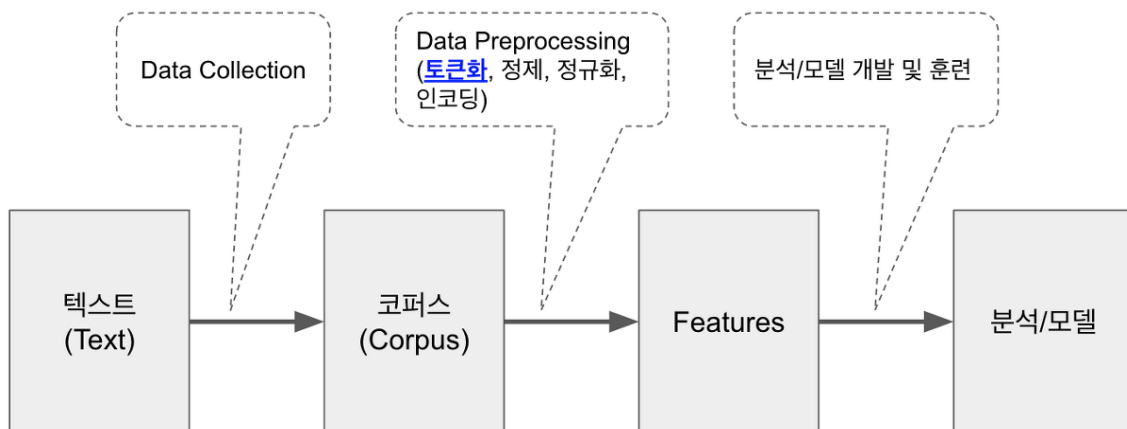 Data Collection
Data Preprocessing
(토큰화, 정제, 정규화,
인코딩)
분석/모델 개발 및 훈련
텍스트
(Text)
코퍼스
(Corpus)
Features
분석/모델